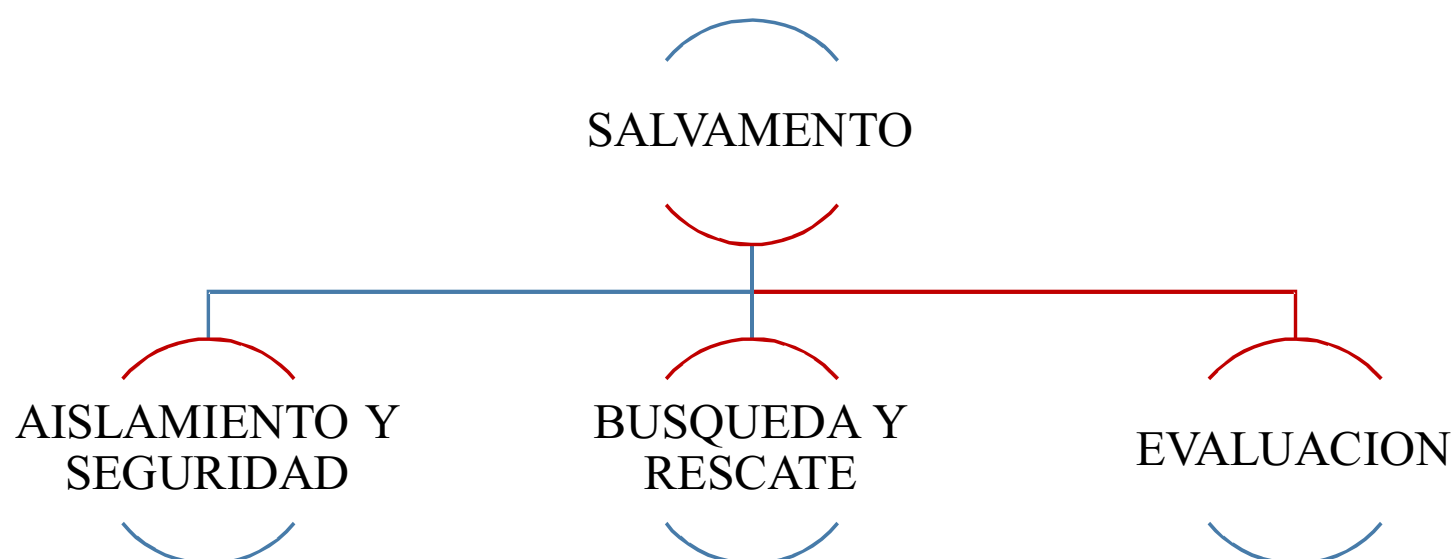 SALVAMENTO
AISLAMIENTO Y
SEGURIDAD
BUSQUEDA Y
RESCATE
EVALUACION